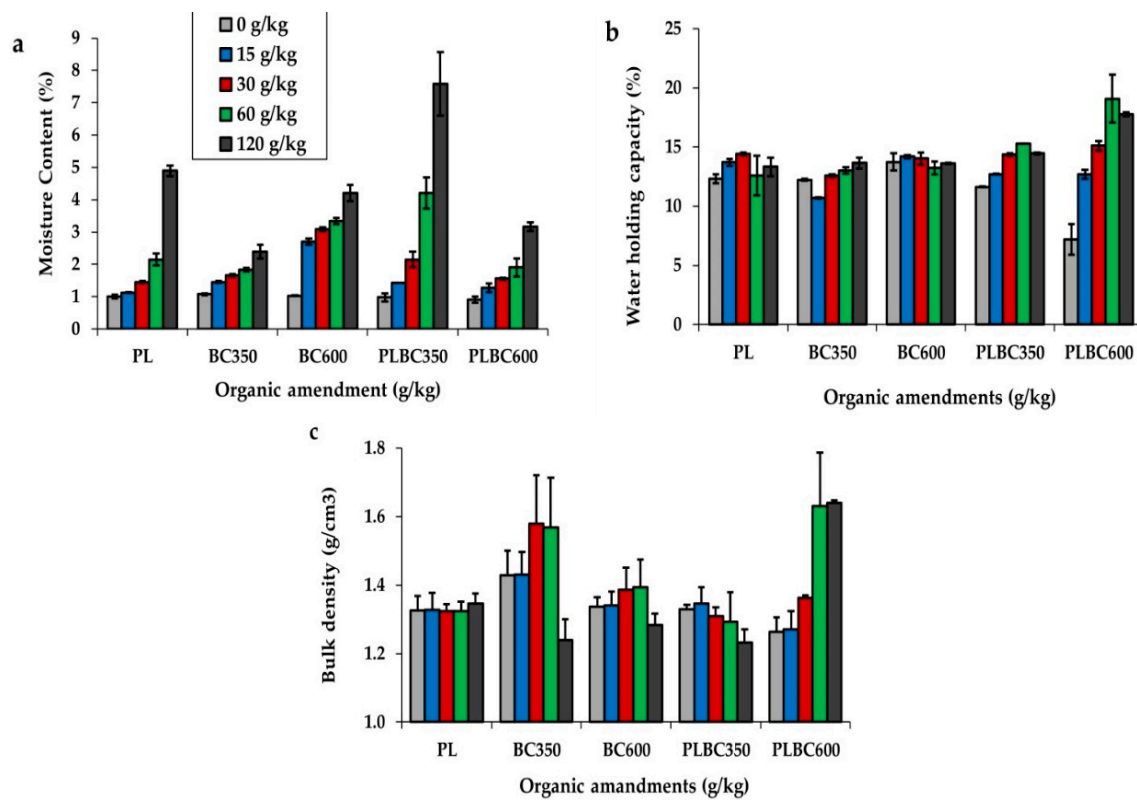 a
Moisture Content (%)
9
8
7
6
5
4
3
2
1
0
0 g/kg
15 g/kg
30 g/kg
60 g/kg
120 g/kg
PL BC350 BC600 PLBC350 PLBC600
Organic amendment (g/kg)
b
Water holding capacity (%)
25
20
15
10
5
0
PL BC350 BC600 PLBC350 PLBC600
Organic amendments (g/kg)
c
Bulk density (g/cm3)
1.8
1.6
1.4
1.2
1.0
PL BC350 BC600 PLBC350 PLBC600
Organic amandments (g/kg)